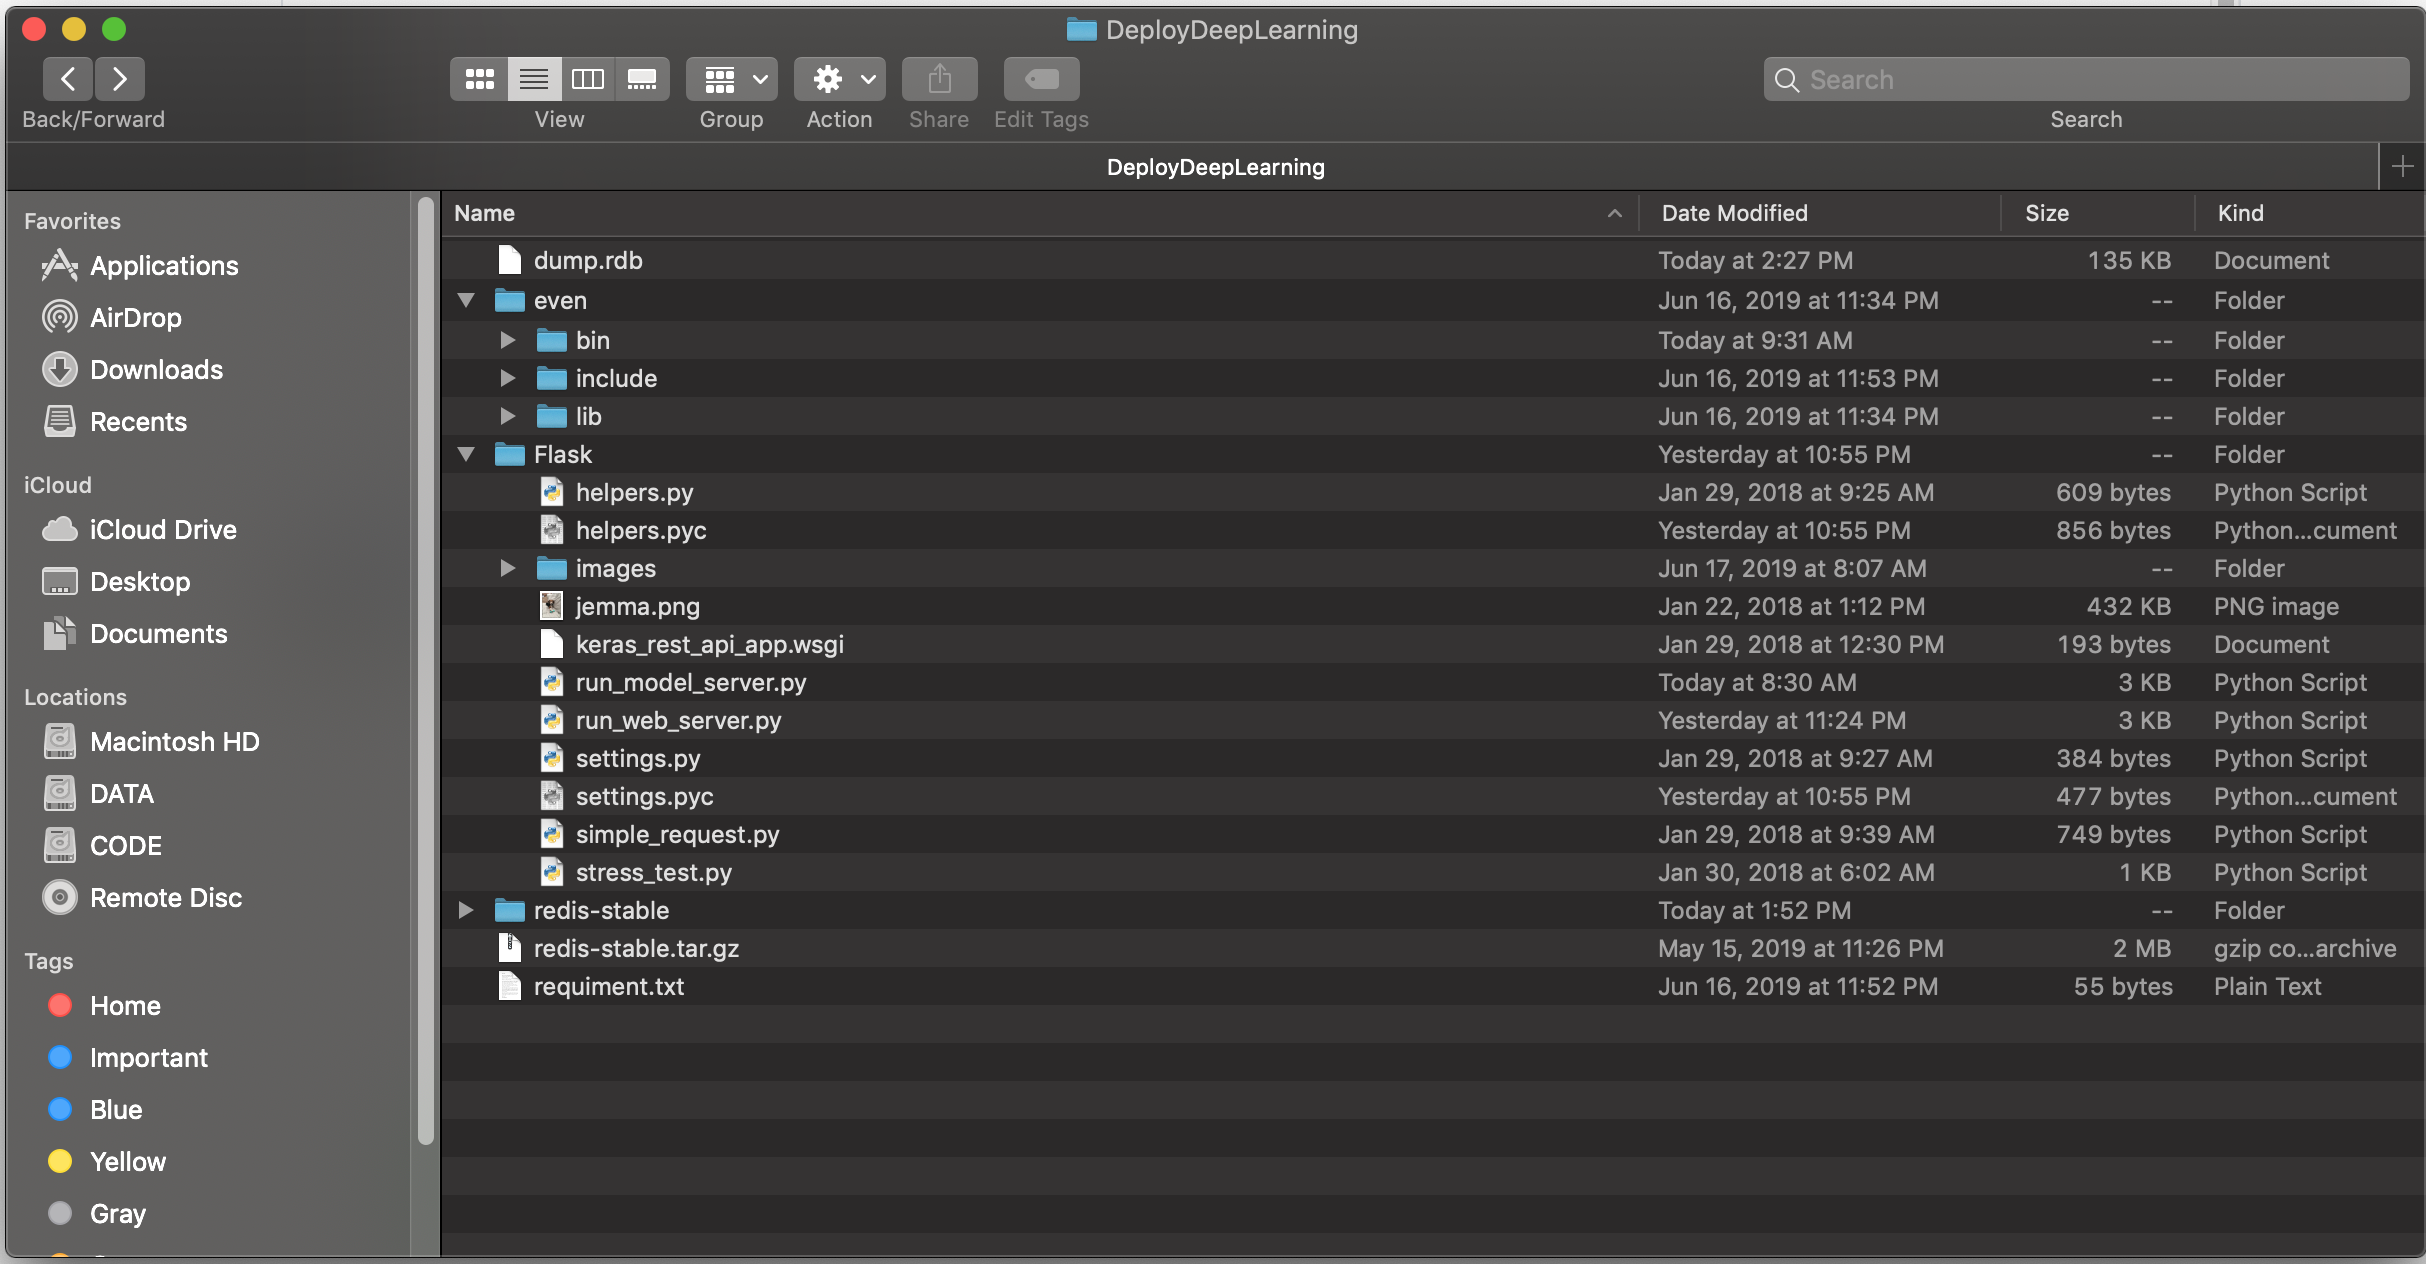 DeployDeepLearning
Back/Forward
View
Group
Action
Share
Edit Tags
Search
Search
DeployDeepLearning
Favorites
Applications
AirDrop
Downloads
Recents
iCloud
iCloud Drive
Desktop
Documents
Locations
Macintosh HD
DATA
CODE
Remote Disc
Tags
Home
Important
Blue
Yellow
Gray
Name Date Modified Size Kind
dump.rdb Today at 2:27 PM 135 KB Document
even Jun 16, 2019 at 11:34 PM -- Folder
bin Today at 9:31 AM -- Folder
include Jun 16, 2019 at 11:53 PM -- Folder
lib Jun 16, 2019 at 11:34 PM -- Folder
Flask Yesterday at 10:55 PM -- Folder
helpers.py Jan 29, 2018 at 9:25 AM 609 bytes Python Script
helpers.pyc Yesterday at 10:55 PM 856 bytes Python...cument
images Jun 17, 2019 at 8:07 AM -- Folder
jemma.png Jan 22, 2018 at 1:12 PM 432 KB PNG image
keras_rest_api_app.wsgi Jan 29, 2018 at 12:30 PM 193 bytes Document
run_model_server.py Today at 8:30 AM 3 KB Python Script
run_web_server.py Yesterday at 11:24 PM 3 KB Python Script
settings.py Jan 29, 2018 at 9:27 AM 384 bytes Python Script
settings.pyc Yesterday at 10:55 PM 477 bytes Python...cument
simple_request.py Jan 29, 2018 at 9:39 AM 749 bytes Python Script
stress_test.py Jan 30, 2018 at 6:02 AM 1 KB Python Script
redis-stable Today at 1:52 PM -- Folder
redis-stable.tar.gz May 15, 2019 at 11:26 PM 2 MB gzip co...archive
requiment.txt Jun 16, 2019 at 11:52 PM 55 bytes Plain Text